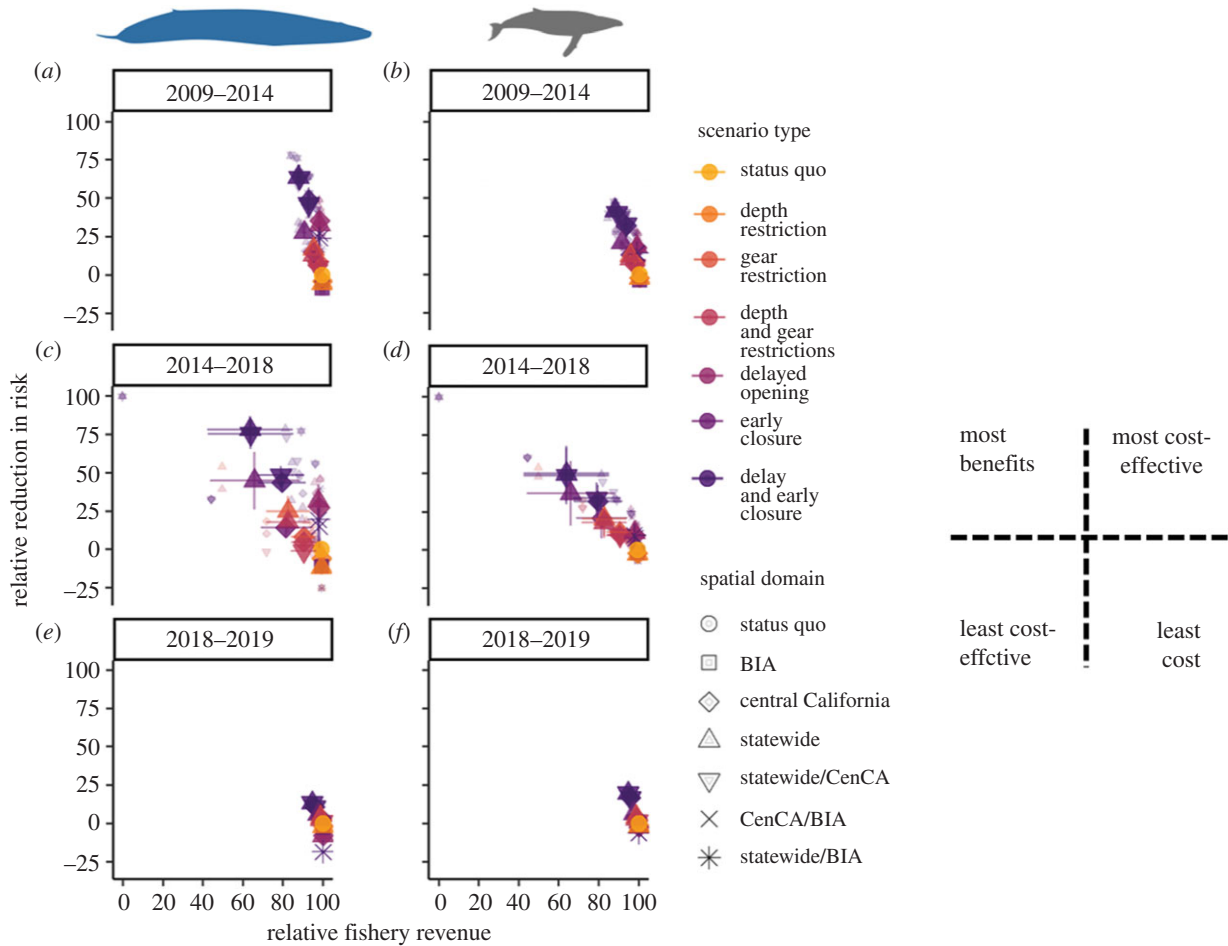 (a)
2009–2014
100
75
50
25
0
−25
(b)
2009–2014
(c)
2014–2018
100
75
50
25
0
−25
(d)
2014–2018
(e)
2018–2019
100
75
50
25
0
−25
(f)
2018–2019
0 20 40 60 80 100
0 20 40 60 80 100
relative reduction in risk
relative fishery revenue
scenario type
status quo
depth
restriction
gear
restriction
depth
and gear
restrictions
delayed
opening
early
closure
delay
and early
closure
spatial domain
status quo
BIA
central California
statewide
statewide/CenCA
CenCA/BIA
statewide/BIA
most
benefits
most cost-
effective
least cost-
effctive
least
cost